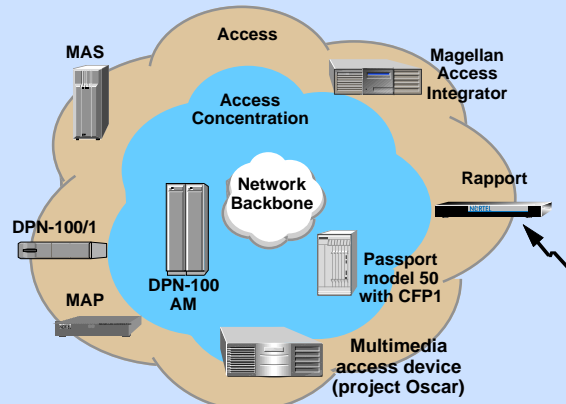 Access
MAS
Magellan
Access
Integrator
Access
Concentration
Network
Backbone
Rapport
NORTEL
DPN-100/1
DPN-100
AM
Passport
model 50
with CFP1
MAP
Multimedia
access device
(project Oscar)